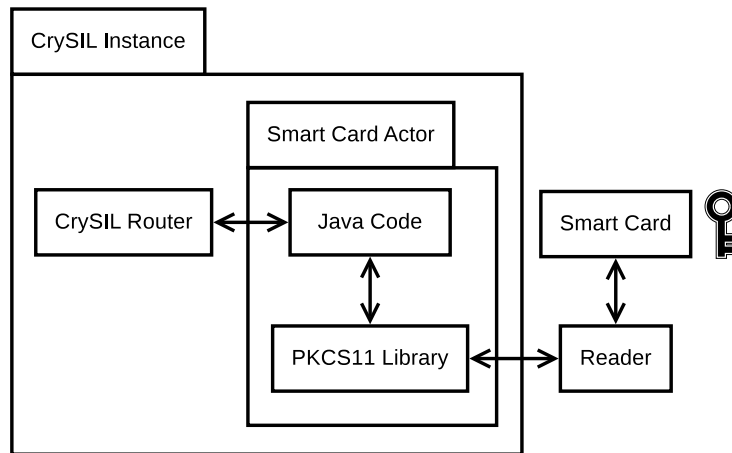 CrySIL Instance
Smart Card Actor
CrySIL Router
Java Code
Smart Card
PKCS11 Library
Reader